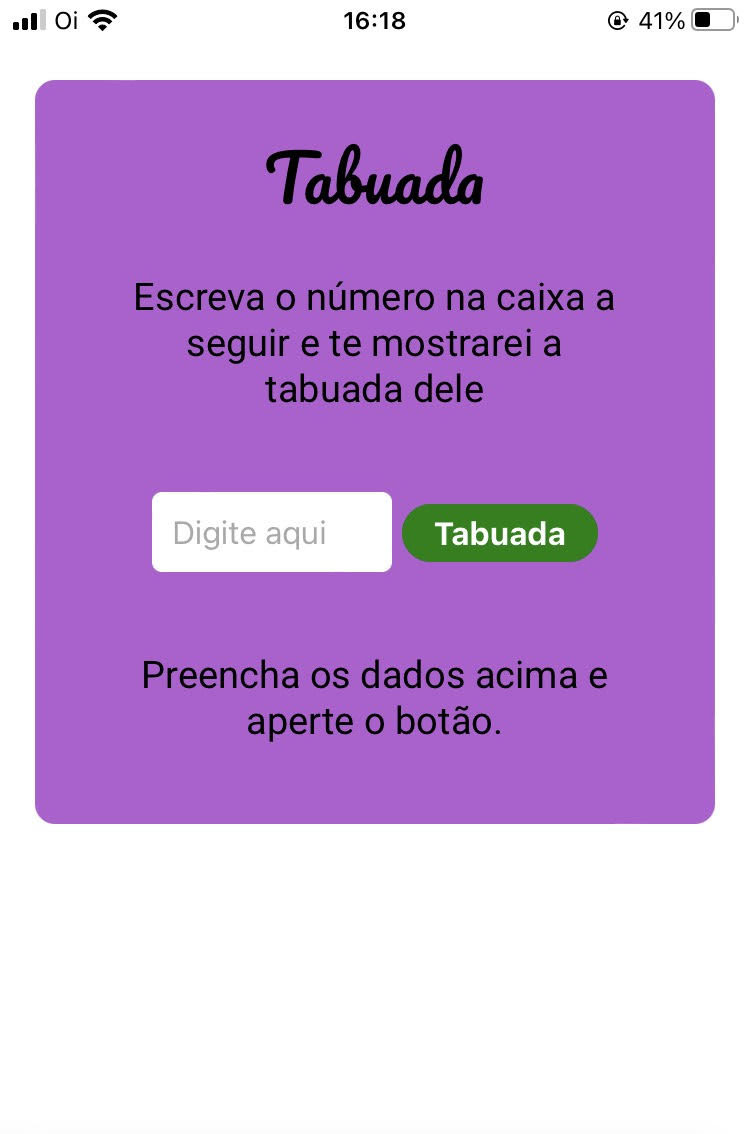 Oi 16:18 41%
Tabuada
Escreva o número na caixa a
seguir e te mostrarei a
tabuada dele
Digite aqui Tabuada
Preencha os dados acima e
aperte o botão.